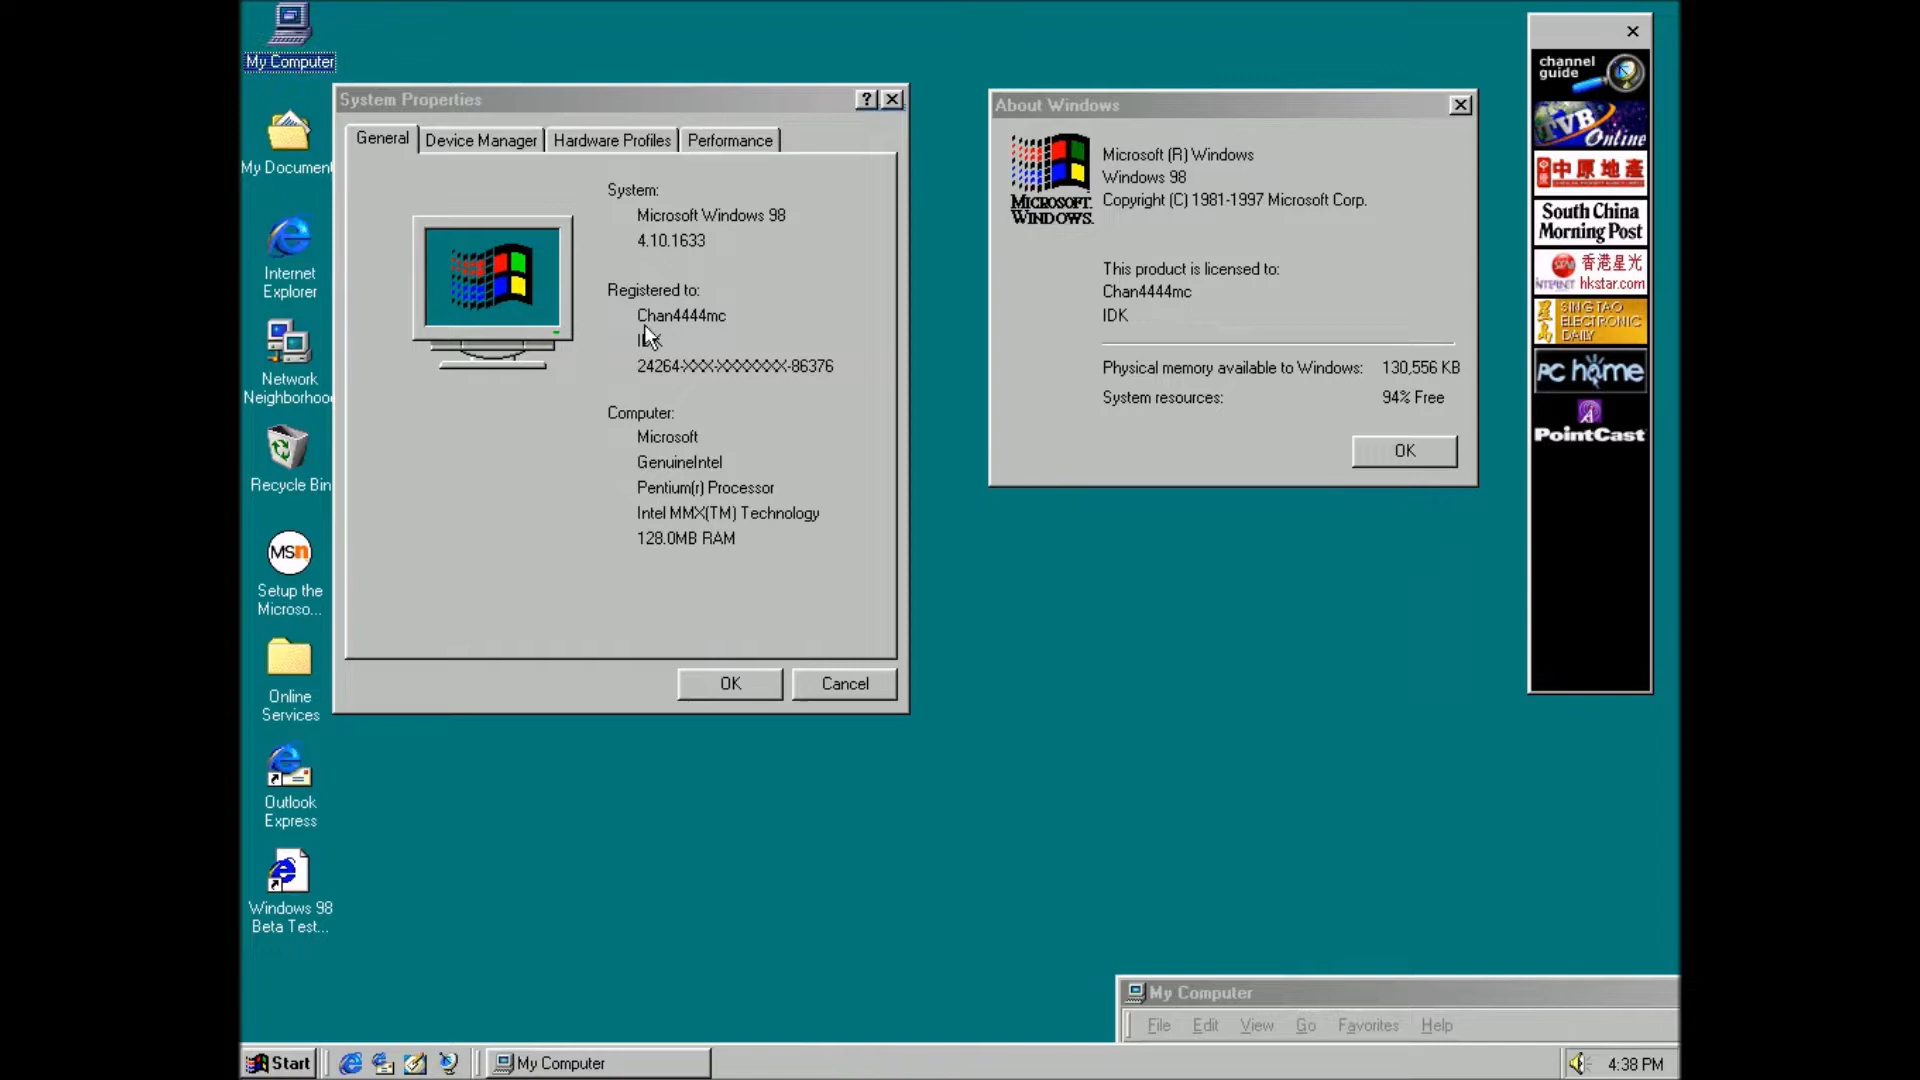 My Computer
My Document
Internet
Explorer
Network
Neighborhood
Recycle Bin
MSn
Setup the
Microso...
Online
Services
Outlook
Express
Windows 98
Beta Test...
System Properties
General
Device Manager
Hardware Profiles
Performance
System:
Microsoft Windows 98
4.10.1633
Registered to:
Chan4444mc
IDK
24264-XXX-XXXXXXX-86376
Computer:
Microsoft
GenuineIntel
Pentium(r) Processor
Intel MMX(TM) Technology
128.0MB RAM
OK
Cancel
About Windows
MICROSOFT.
WINDOWS.
Microsoft (R) Windows
Windows 98
Copyright (C) 1981-1997 Microsoft Corp.
This product is licensed to:
Chan4444mc
IDK
Physical memory available to Windows: 130,556 KB
System resources: 94% Free
OK
channel
guide
TVB
Online
中原地產
South China
Morning Post
香港星光
hkstar.com
星島
SING TAO
ELECTRONIC
DAILY
PC home
PointCast
My Computer
File Edit View Go Favorites Help
Start
My Computer
4:38 PM